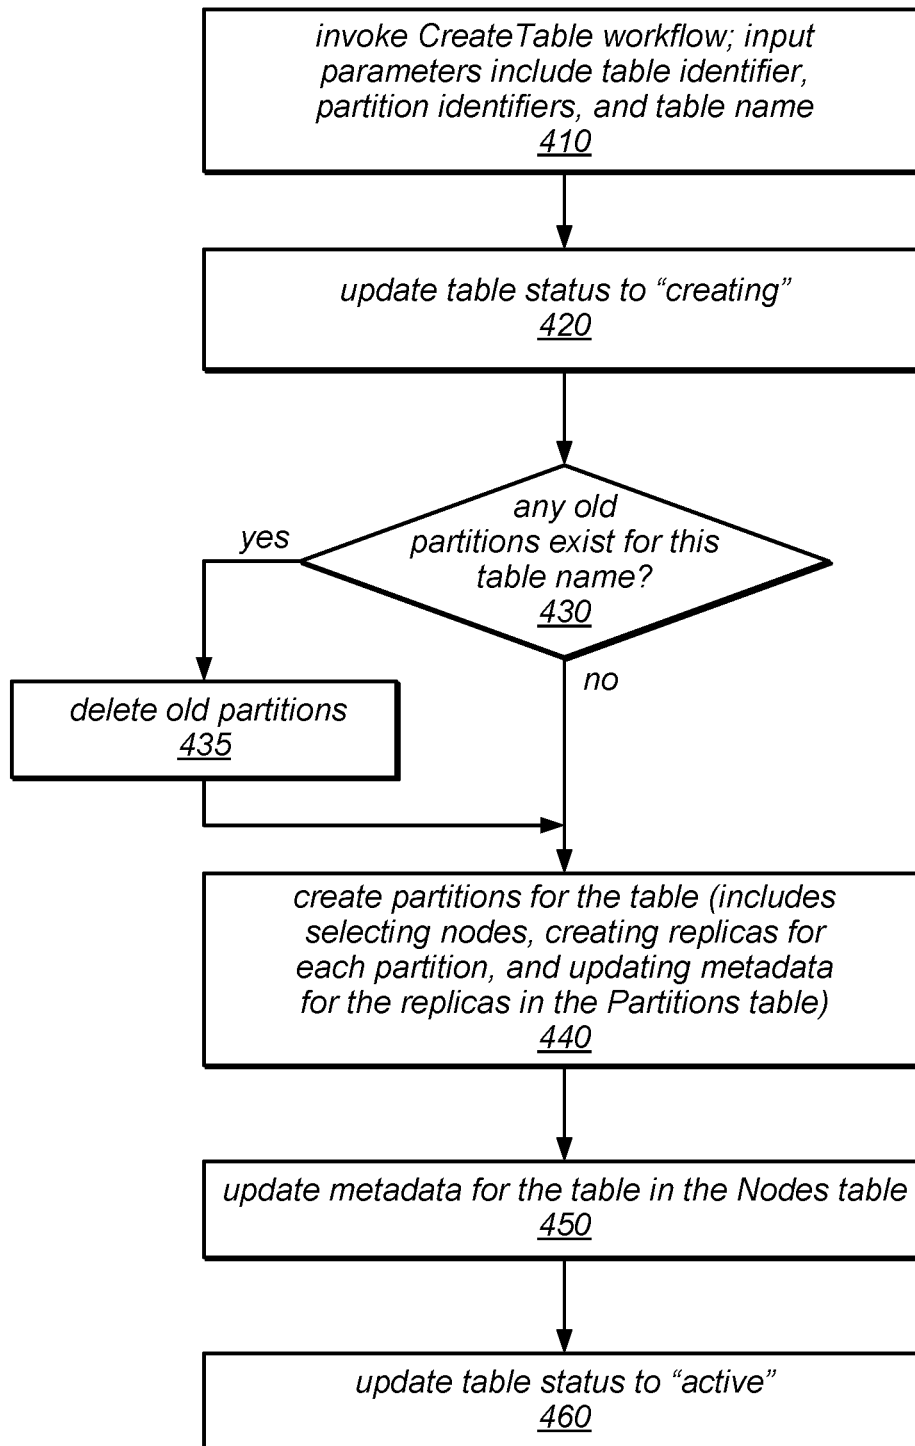 invoke CreateTable workflow; input
parameters include table identifier,
partition identifiers, and table name
410
update table status to “creating”
420
any old
partitions exist for this
table name?
430
yes
no
delete old partitions
435
create partitions for the table (includes
selecting nodes, creating replicas for
each partition, and updating metadata
for the replicas in the Partitions table)
440
update metadata for the table in the Nodes table
450
update table status to “active”
460